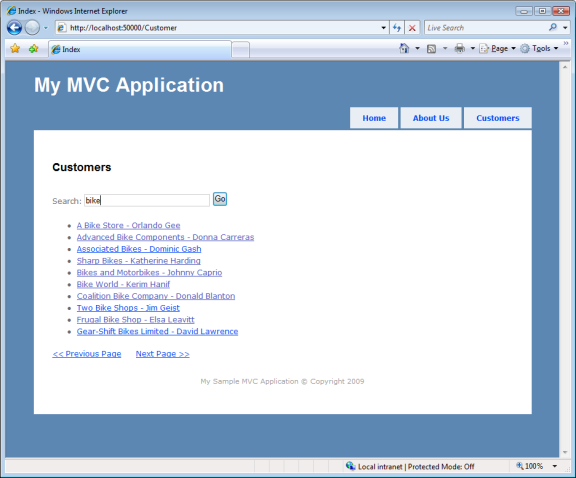 Index - Windows Internet Explorer
http://localhost:50000/Customer
Live Search
Index
Page
Tools
My MVC Application
Home About Us Customers
Customers
Search: bike Go
A Bike Store - Orlando Gee
Advanced Bike Components - Donna Carreras
Associated Bikes - Dominic Gash
Sharp Bikes - Katherine Harding
Bikes and Motorbikes - Johnny Caprio
Bike World - Kerim Hanif
Coalition Bike Company - Donald Blanton
Two Bike Shops - Jim Geist
Frugal Bike Shop - Elsa Leavitt
Gear-Shift Bikes Limited - David Lawrence
<< Previous Page Next Page >>
My Sample MVC Application © Copyright 2009
Local intranet | Protected Mode: Off 100%